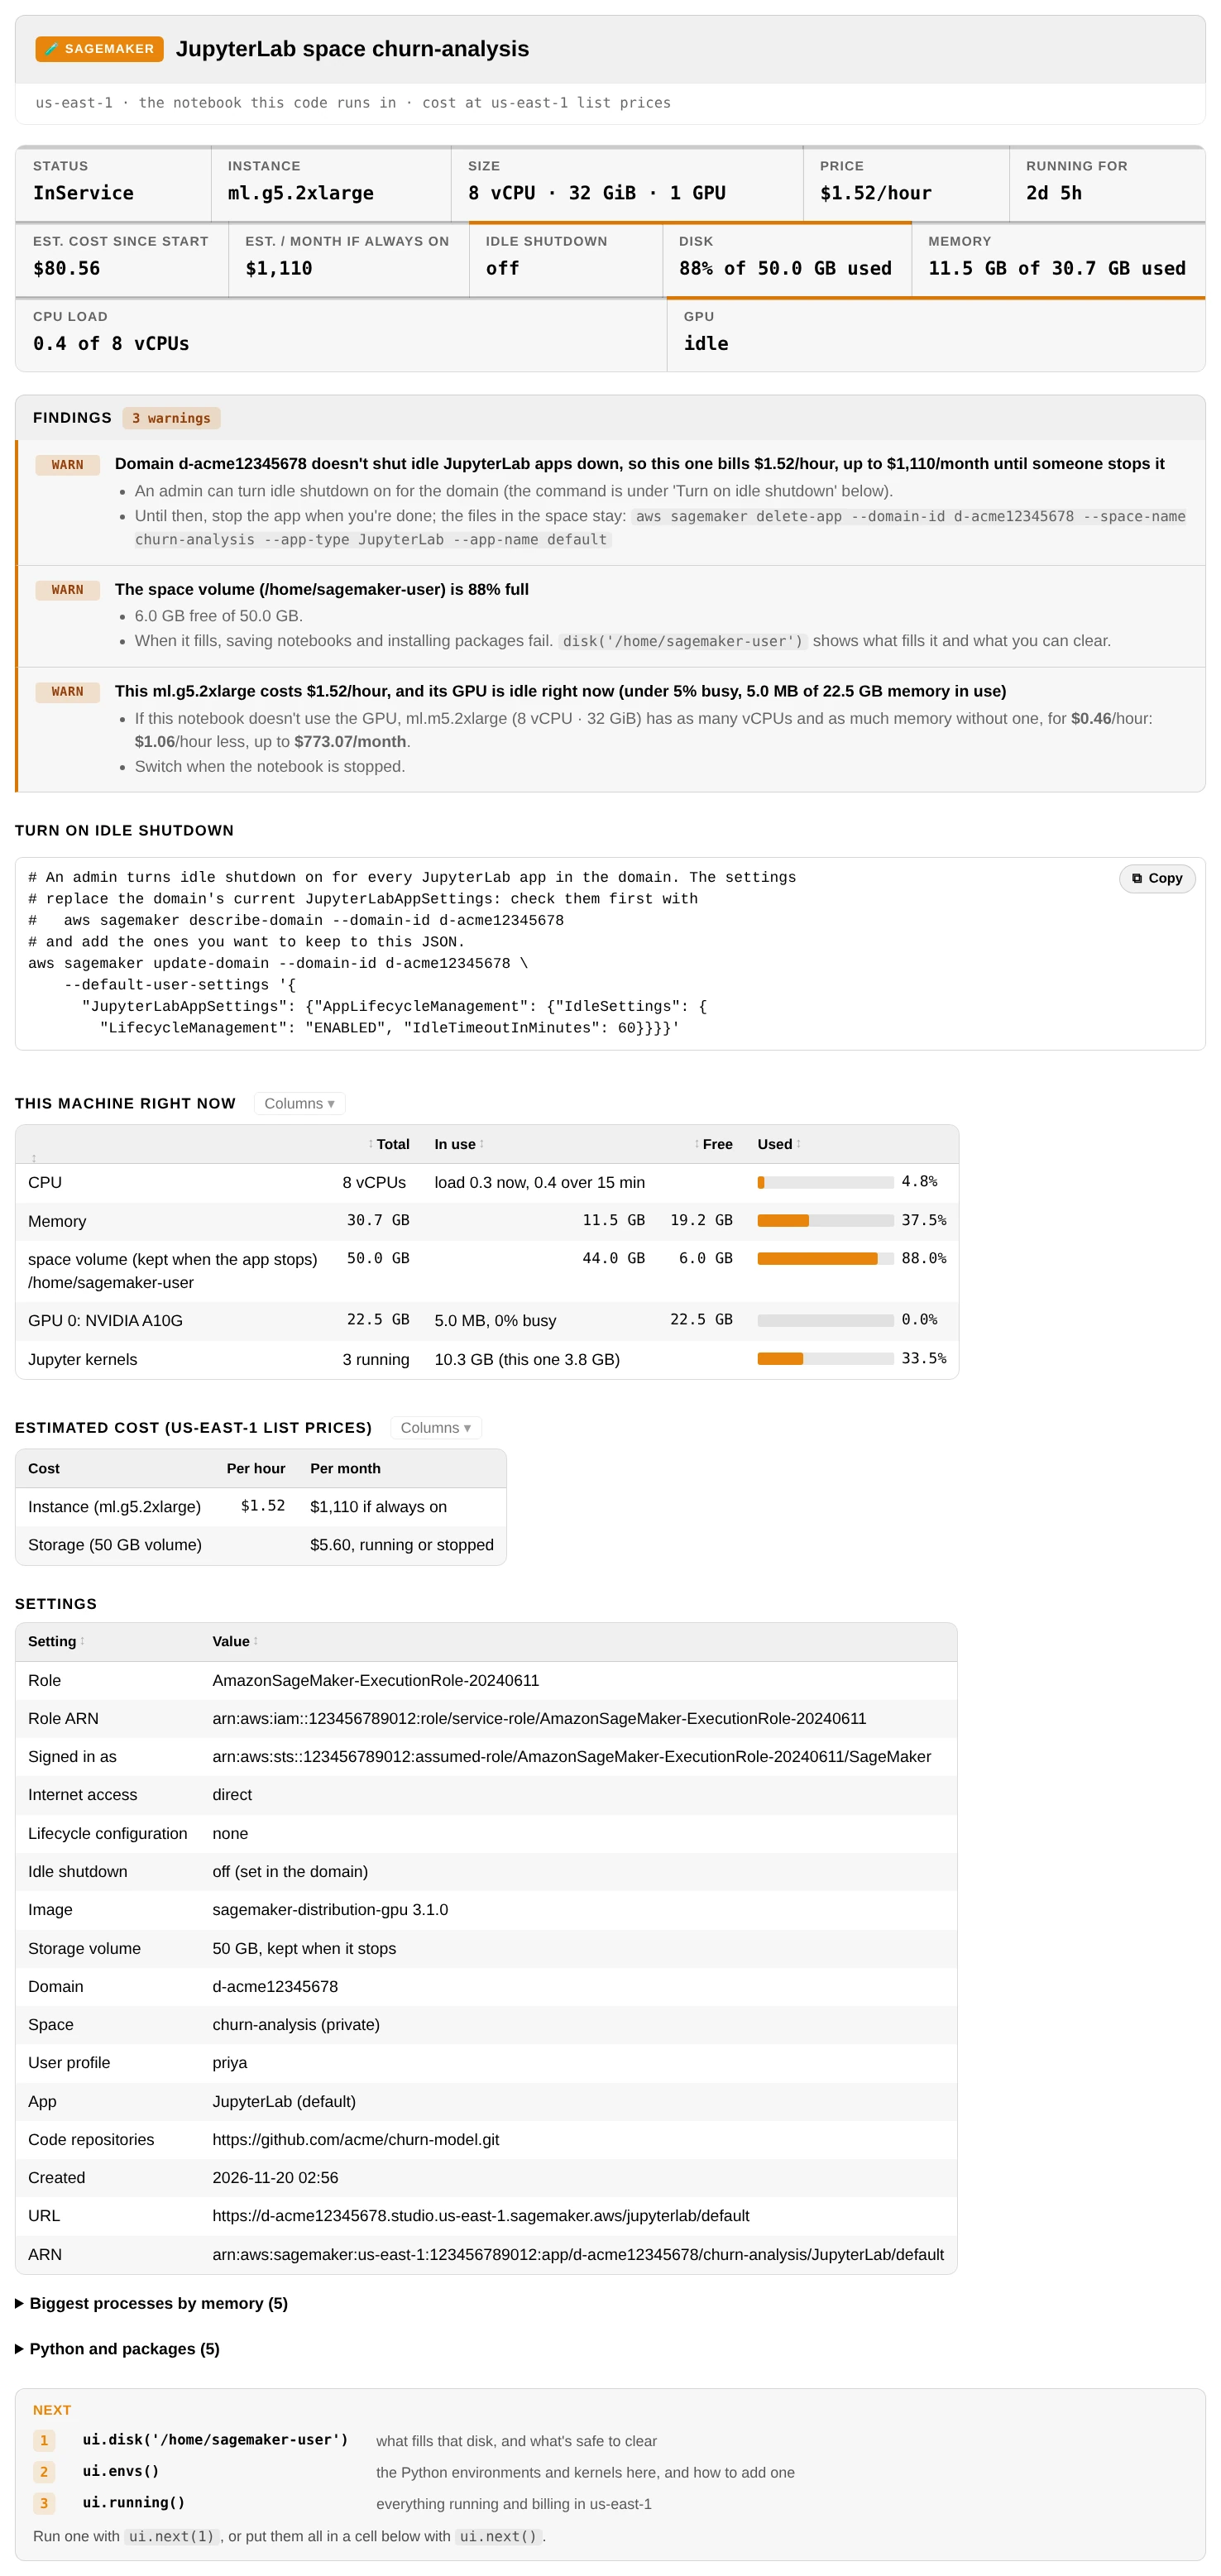 SAGEMAKER JupyterLab space churn-analysis
us-east-1 · the notebook this code runs in · cost at us-east-1 list prices
STATUS INSTANCE SIZE PRICE RUNNING FOR
InService ml.g5.2xlarge 8 vCPU · 32 GiB · 1 GPU $1.52/hour 2d 5h
EST. COST SINCE START EST. / MONTH IF ALWAYS ON IDLE SHUTDOWN DISK MEMORY
$80.56 $1,110 off 88% of 50.0 GB used 11.5 GB of 30.7 GB used
CPU LOAD GPU
0.4 of 8 vCPUs idle
FINDINGS 3 warnings
WARN Domain d-acme12345678 doesn't shut idle JupyterLab apps down, so this one bills $1.52/hour, up to $1,110/month until someone stops it
• An admin can turn idle shutdown on for the domain (the command is under 'Turn on idle shutdown' below).
• Until then, stop the app when you're done; the files in the space stay: aws sagemaker delete-app --domain-id d-acme12345678 --space-name
churn-analysis --app-type JupyterLab --app-name default
WARN The space volume (/home/sagemaker-user) is 88% full
• 6.0 GB free of 50.0 GB.
• When it fills, saving notebooks and installing packages fail. disk('/home/sagemaker-user') shows what fills it and what you can clear.
WARN This ml.g5.2xlarge costs $1.52/hour, and its GPU is idle right now (under 5% busy, 5.0 MB of 22.5 GB memory in use)
• If this notebook doesn't use the GPU, ml.m5.2xlarge (8 vCPU · 32 GiB) has as many vCPUs and as much memory without one, for $0.46/hour:
$1.06/hour less, up to $773.07/month.
• Switch when the notebook is stopped.
TURN ON IDLE SHUTDOWN
Copy
# An admin turns idle shutdown on for every JupyterLab app in the domain. The settings
# replace the domain's current JupyterLabAppSettings: check them first with
#   aws sagemaker describe-domain --domain-id d-acme12345678
# and add the ones you want to keep to this JSON.
aws sagemaker update-domain --domain-id d-acme12345678 \
    --default-user-settings '{
      "JupyterLabAppSettings": {"AppLifecycleManagement": {"IdleSettings": {
        "LifecycleManagement": "ENABLED", "IdleTimeoutInMinutes": 60}}}}'
THIS MACHINE RIGHT NOW Columns ▾
↕ ↕ Total In use ↕ ↕ Free Used ↕
CPU 8 vCPUs load 0.3 now, 0.4 over 15 min 4.8%
Memory 30.7 GB 11.5 GB 19.2 GB 37.5%
space volume (kept when the app stops) 50.0 GB 44.0 GB 6.0 GB 88.0%
/home/sagemaker-user
GPU 0: NVIDIA A10G 22.5 GB 5.0 MB, 0% busy 22.5 GB 0.0%
Jupyter kernels 3 running 10.3 GB (this one 3.8 GB) 33.5%
ESTIMATED COST (US-EAST-1 LIST PRICES) Columns ▾
Cost Per hour Per month
Instance (ml.g5.2xlarge) $1.52 $1,110 if always on
Storage (50 GB volume) $5.60, running or stopped
SETTINGS
Setting ↕ Value ↕
Role AmazonSageMaker-ExecutionRole-20240611
Role ARN arn:aws:iam::123456789012:role/service-role/AmazonSageMaker-ExecutionRole-20240611
Signed in as arn:aws:sts::123456789012:assumed-role/AmazonSageMaker-ExecutionRole-20240611/SageMaker
Internet access direct
Lifecycle configuration none
Idle shutdown off (set in the domain)
Image sagemaker-distribution-gpu 3.1.0
Storage volume 50 GB, kept when it stops
Domain d-acme12345678
Space churn-analysis (private)
User profile priya
App JupyterLab (default)
Code repositories https://github.com/acme/churn-model.git
Created 2026-11-20 02:56
URL https://d-acme12345678.studio.us-east-1.sagemaker.aws/jupyterlab/default
ARN arn:aws:sagemaker:us-east-1:123456789012:app/d-acme12345678/churn-analysis/JupyterLab/default
▶ Biggest processes by memory (5)
▶ Python and packages (5)
NEXT
1 ui.disk('/home/sagemaker-user') what fills that disk, and what's safe to clear
2 ui.envs() the Python environments and kernels here, and how to add one
3 ui.running() everything running and billing in us-east-1
Run one with ui.next(1), or put them all in a cell below with ui.next().